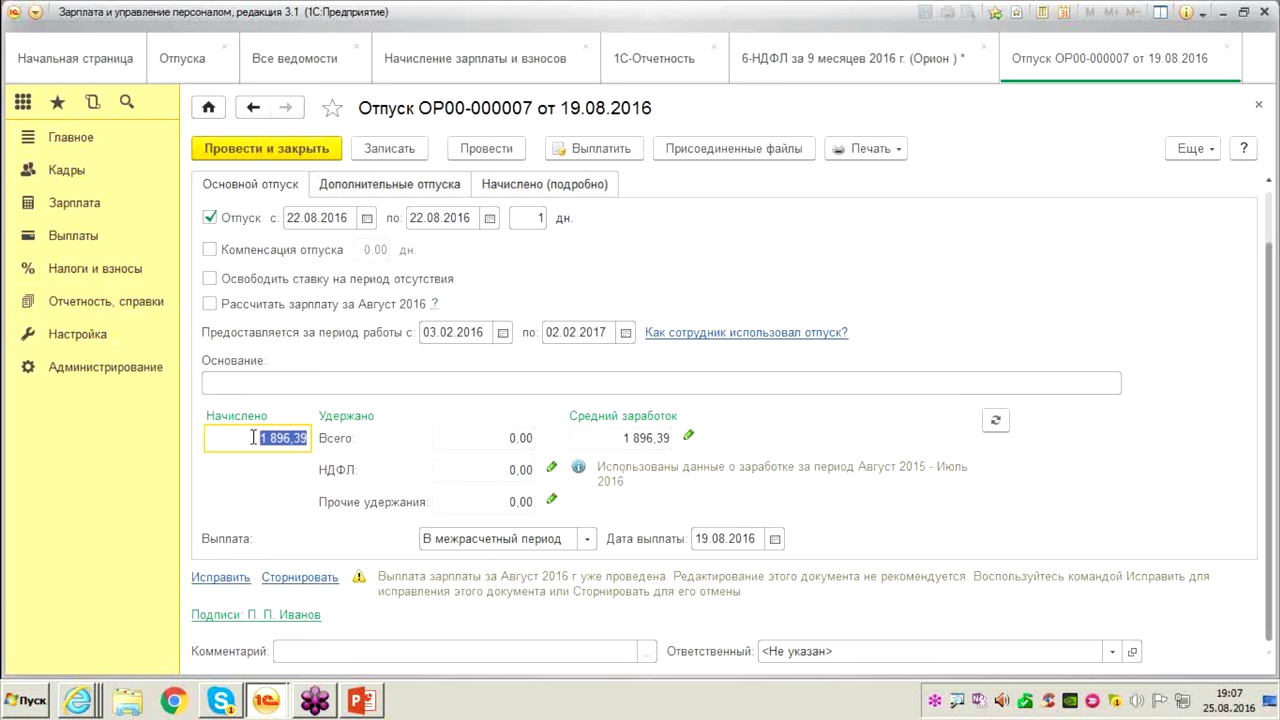 Зарплата и управление персоналом, редакция 3.1 (1С:Предприятие)
M M+ M-
Начальная страница
Отпуска
Все ведомости
Начисление зарплаты и взносов
1С-Отчетность
6-НДФЛ за 9 месяцев 2016 г. (Орион ) *
Отпуск ОР00-000007 от 19.08.2016
Отпуск ОР00-000007 от 19.08.2016
Главное
Кадры
Зарплата
Выплаты
Налоги и взносы
Отчетность, справки
Настройка
Администрирование
Провести и закрыть
Записать
Провести
Выплатить
Присоединенные файлы
Печать
Еще
?
Основной отпуск
Дополнительные отпуска
Начислено (подробно)
Отпуск с: 22.08.2016 по: 22.08.2016 1 дн.
Компенсация отпуска 0,00 дн.
Освободить ставку на период отсутствия
Рассчитать зарплату за Август 2016 ?
Предоставляется за период работы с: 03.02.2016 по: 02.02.2017 Как сотрудник использовал отпуск?
Основание:
Начислено Удержано Средний заработок
1 896,39 Всего: 0,00 1 896,39
НДФЛ: 0,00 Использованы данные о заработке за период Август 2015 - Июль
2016
Прочие удержания: 0,00
Выплата: В межрасчетный период Дата выплаты: 19.08.2016
Исправить Сторнировать Выплата зарплаты за Август 2016 г уже проведена. Редактирование этого документа не рекомендуется. Воспользуйтесь командой Исправить для
исправления этого документа или Сторнировать для его отмены
Подписи: П. П. Иванов
Комментарий: ... Ответственный: <Не указан>
Пуск
19:07
25.08.2016